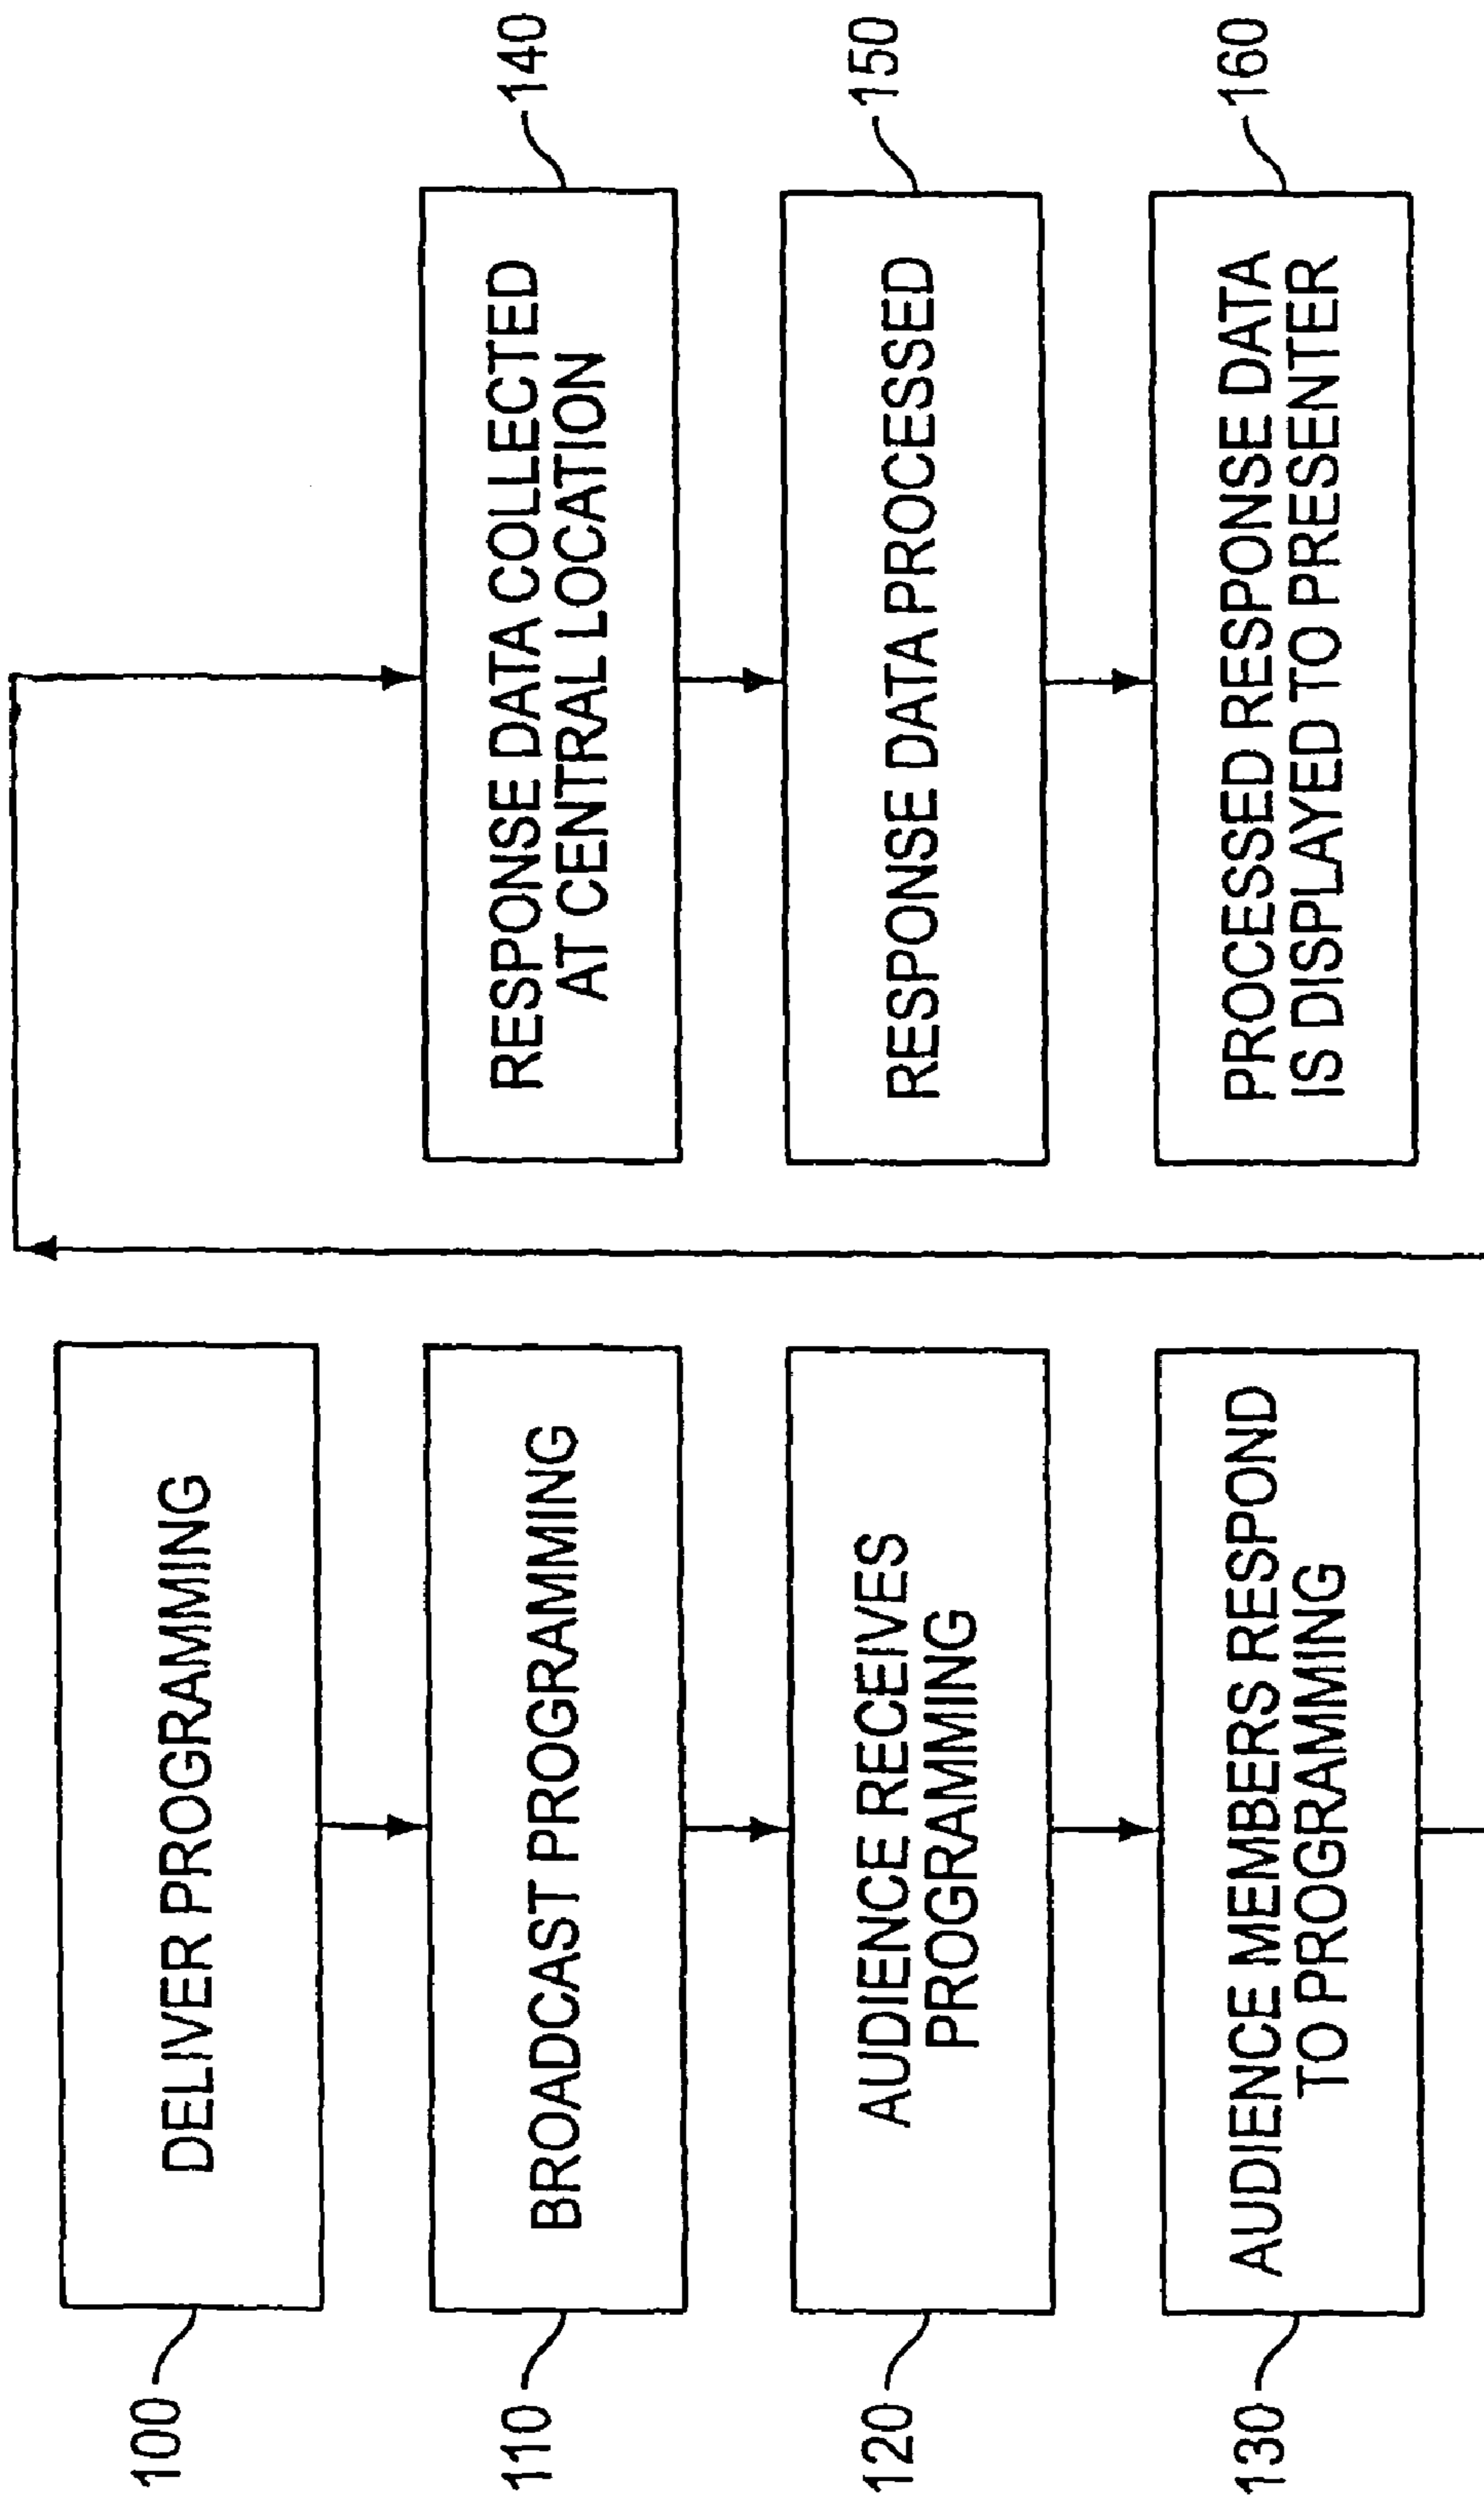 100
DELIVER PROGRAMMING
110
BROADCAST PROGRAMMING
120
AUDIENCE RECEIVES
PROGRAMMING
130
AUDIENCE MEMBERS RESPOND
TO PROGRAMMING
RESPONSE DATA COLLECTED
AT CENTRAL LOCATION
140
RESPONSE DATA PROCESSED
150
PROCESSED RESPONSE DATA
IS DISPLAYED TO PRESENTER
160